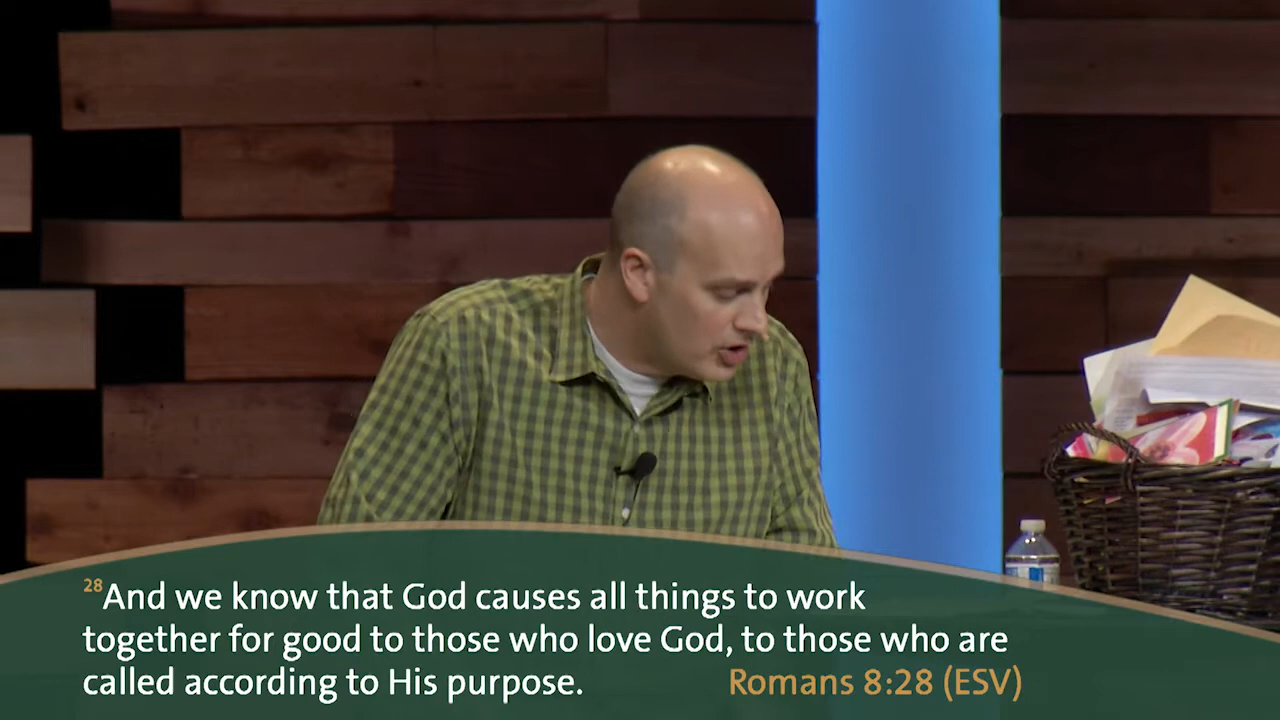 28And we know that God causes all things to work
together for good to those who love God, to those who are
called according to His purpose. Romans 8:28 (ESV)